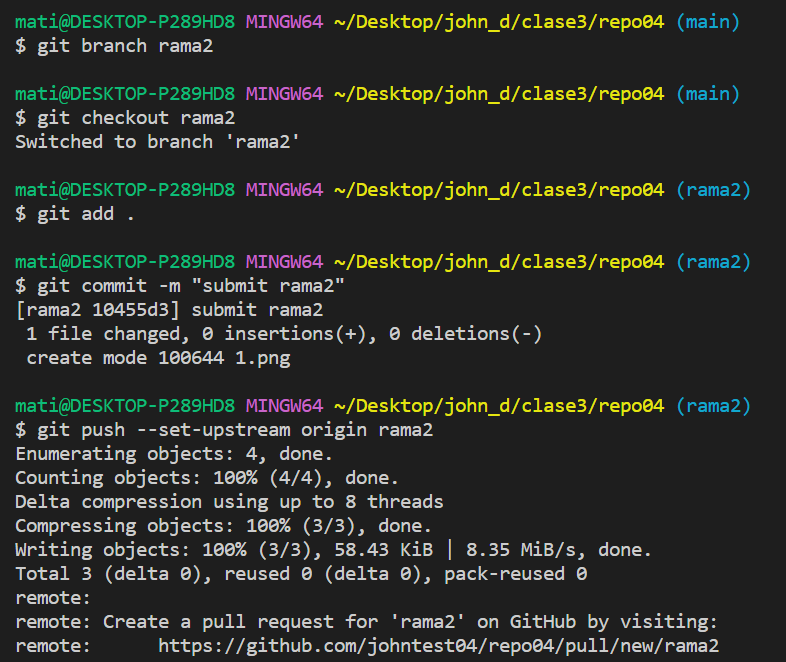 mati@DESKTOP-P289HD8 MINGW64 ~/Desktop/john_d/clase3/repo04 (main)
$ git branch rama2
mati@DESKTOP-P289HD8 MINGW64 ~/Desktop/john_d/clase3/repo04 (main)
$ git checkout rama2
Switched to branch 'rama2'
mati@DESKTOP-P289HD8 MINGW64 ~/Desktop/john_d/clase3/repo04 (rama2)
$ git add .
mati@DESKTOP-P289HD8 MINGW64 ~/Desktop/john_d/clase3/repo04 (rama2)
$ git commit -m "submit rama2"
[rama2 10455d3] submit rama2
 1 file changed, 0 insertions(+), 0 deletions(-)
 create mode 100644 1.png
mati@DESKTOP-P289HD8 MINGW64 ~/Desktop/john_d/clase3/repo04 (rama2)
$ git push --set-upstream origin rama2
Enumerating objects: 4, done.
Counting objects: 100% (4/4), done.
Delta compression using up to 8 threads
Compressing objects: 100% (3/3), done.
Writing objects: 100% (3/3), 58.43 KiB | 8.35 MiB/s, done.
Total 3 (delta 0), reused 0 (delta 0), pack-reused 0
remote:
remote: Create a pull request for 'rama2' on GitHub by visiting:
remote:      https://github.com/johntest04/repo04/pull/new/rama2